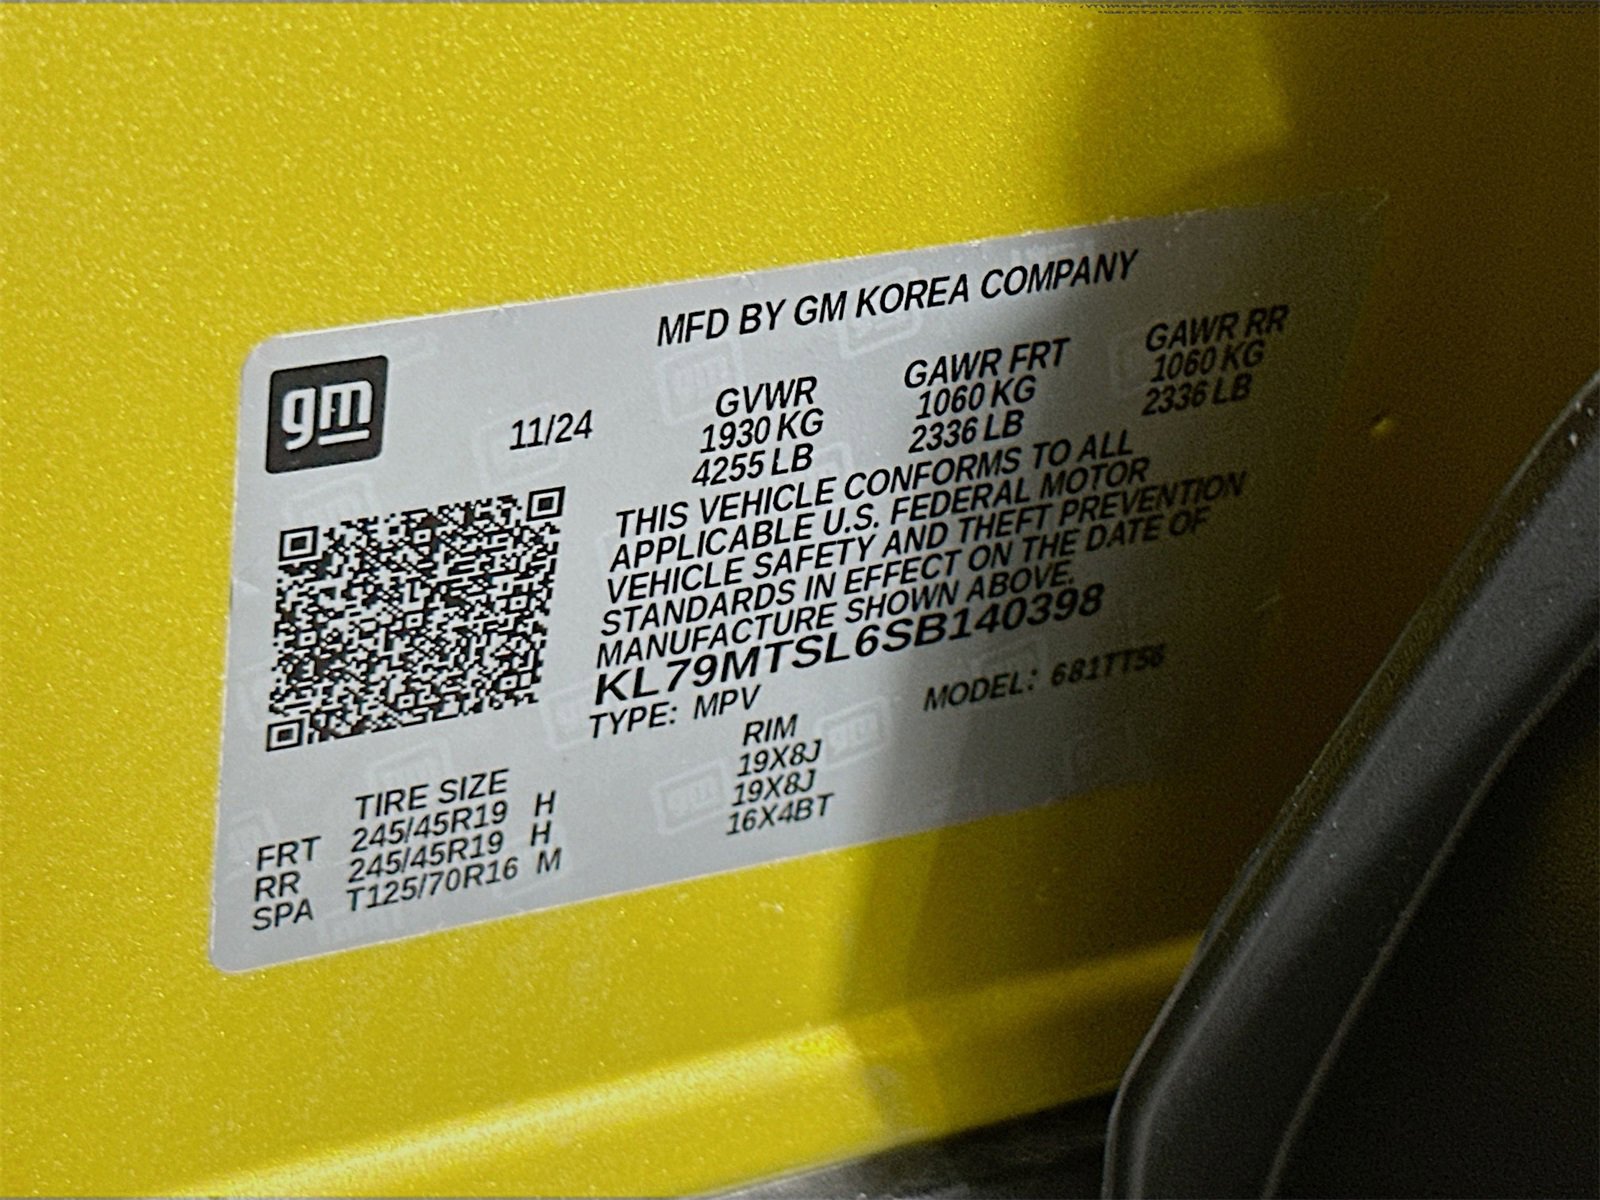 MFD BY GM KOREA COMPANY
gm
11/24
GVWR GAWR FRT GAWR RR
1930 KG 1060 KG 1060 KG
4255 LB 2336 LB 2336 LB
THIS VEHICLE CONFORMS TO ALL
APPLICABLE U.S. FEDERAL MOTOR
VEHICLE SAFETY AND THEFT PREVENTION
STANDARDS IN EFFECT ON THE DATE OF
MANUFACTURE SHOWN ABOVE.
KL79MTSL6SB140398
TYPE: MPV MODEL: 681TT56
TIRE SIZE RIM
FRT 245/45R19 H 19X8J
RR 245/45R19 H 19X8J
SPA T125/70R16 M 16X4BT